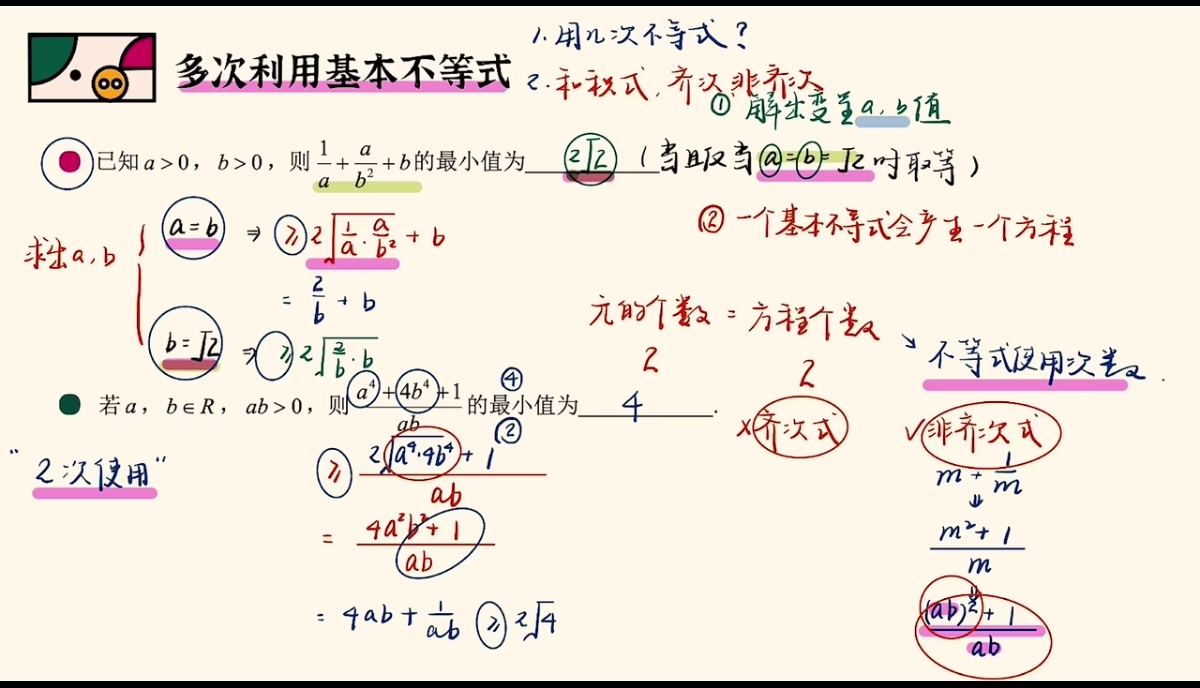 1. 用几次不等式？
多次利用基本不等式
2. 和积式, 齐次, 非齐次
① 解出变量a, b值
已知a>0，b>0，则1/a+a/b²+b的最小值为 2√2 （当且仅当a=b=√2时取等）
② 一个基本不等式会产生一个方程
求出a, b
a=b ⇒ ≥ 2√(1/a·a/b²) + b
= 2/b + b
b=√2 ⇒ ≥ 2√(2/b·b)
元的个数 = 方程个数
2 2
↘ 不等式使用次数
若a，b∈R，ab>0，则(a⁴+4b⁴+1)/ab的最小值为 4 .
④
②
×齐次式 √非齐次式
"2次使用"
≥ (2√(a⁴·4b⁴) + 1)/ab
m + 1/m
⇓
= (4a²b²+1)/ab
(m²+1)/m
⇓
= 4ab + 1/ab ≥ 2√4
((ab)²+1)/ab